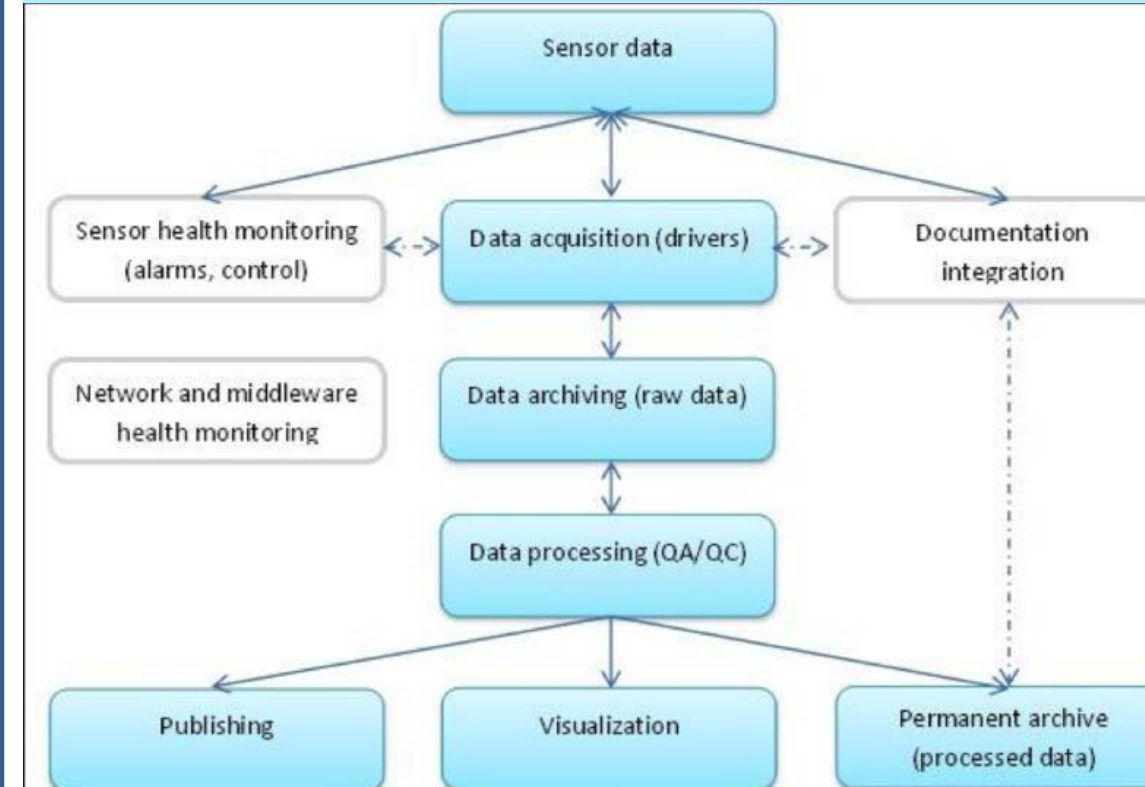 Sensor data
Sensor health monitoring
(alarms, control)
Data acquisition (drivers)
Documentation
integration
Network and middleware
health monitoring
Data archiving (raw data)
Data processing (QA/QC)
Publishing
Visualization
Permanent archive
(processed data)